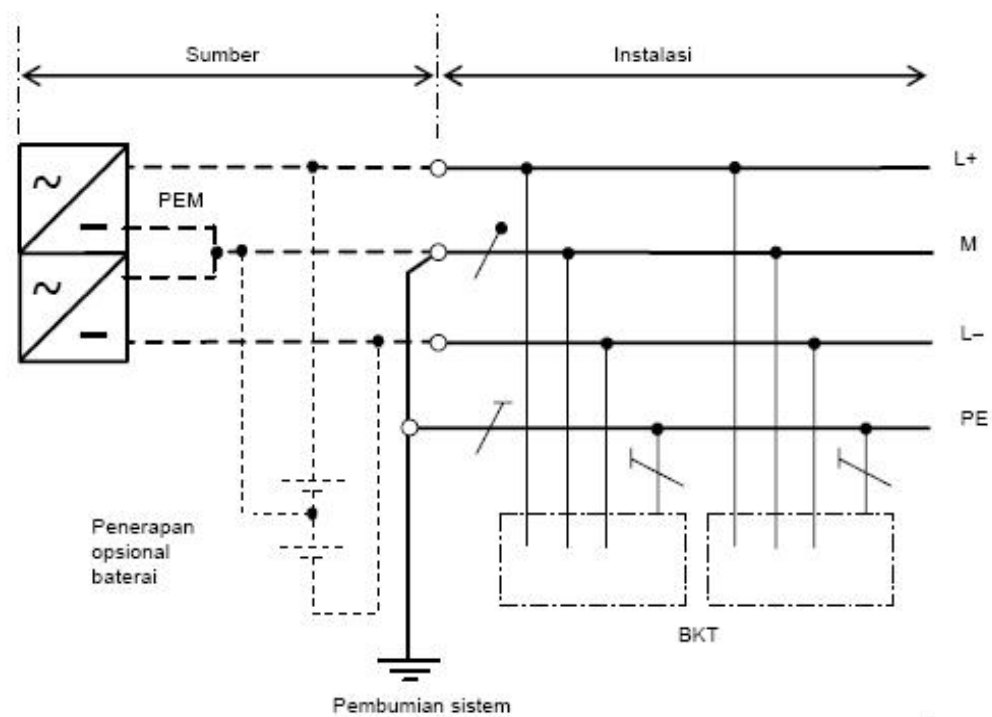 Sumber
Instalasi
L+
PEM
M
L–
PE
Penerapan
opsional
baterai
BKT
Pembumian sistem